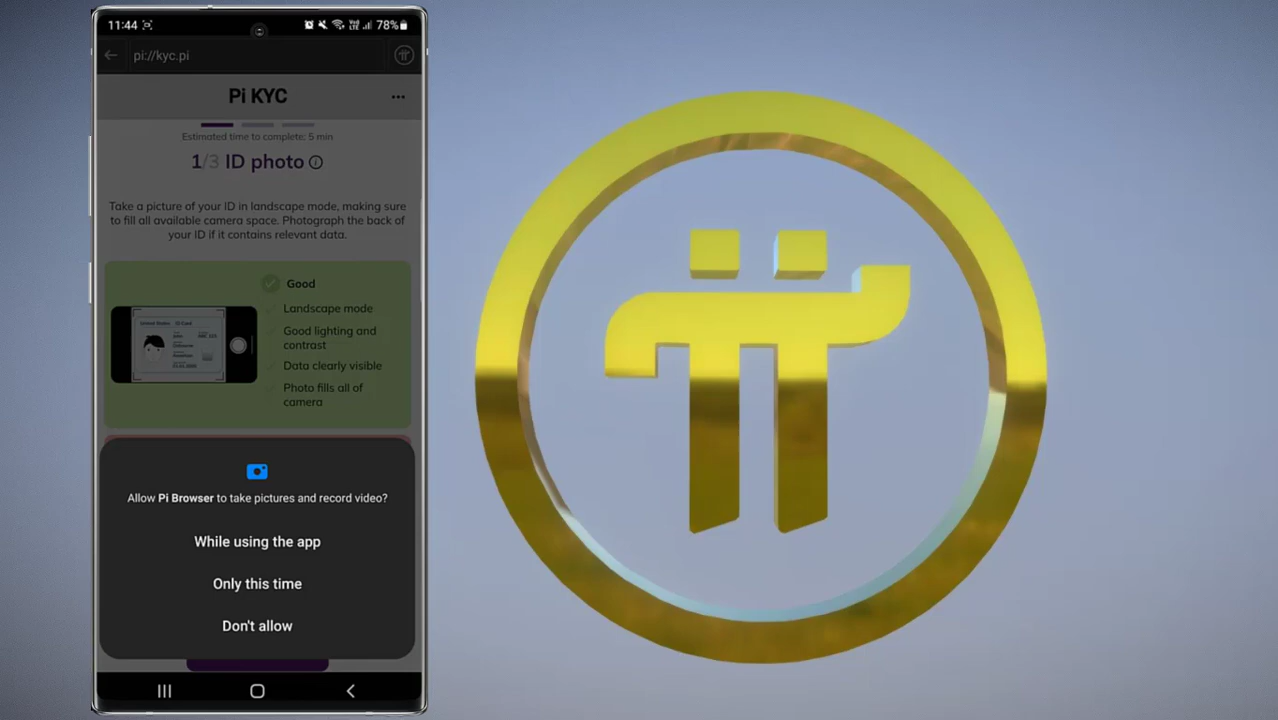 11:44
78%
pi://kyc.pi
Pi KYC
Estimated time to complete: 5 min
1/3 ID photo
Take a picture of your ID in landscape mode, making sure
to fill all available camera space. Photograph the back of
your ID if it contains relevant data.
Good
Landscape mode
Good lighting and
contrast
Data clearly visible
Photo fills all of
camera
Allow Pi Browser to take pictures and record video?
While using the app
Only this time
Don't allow